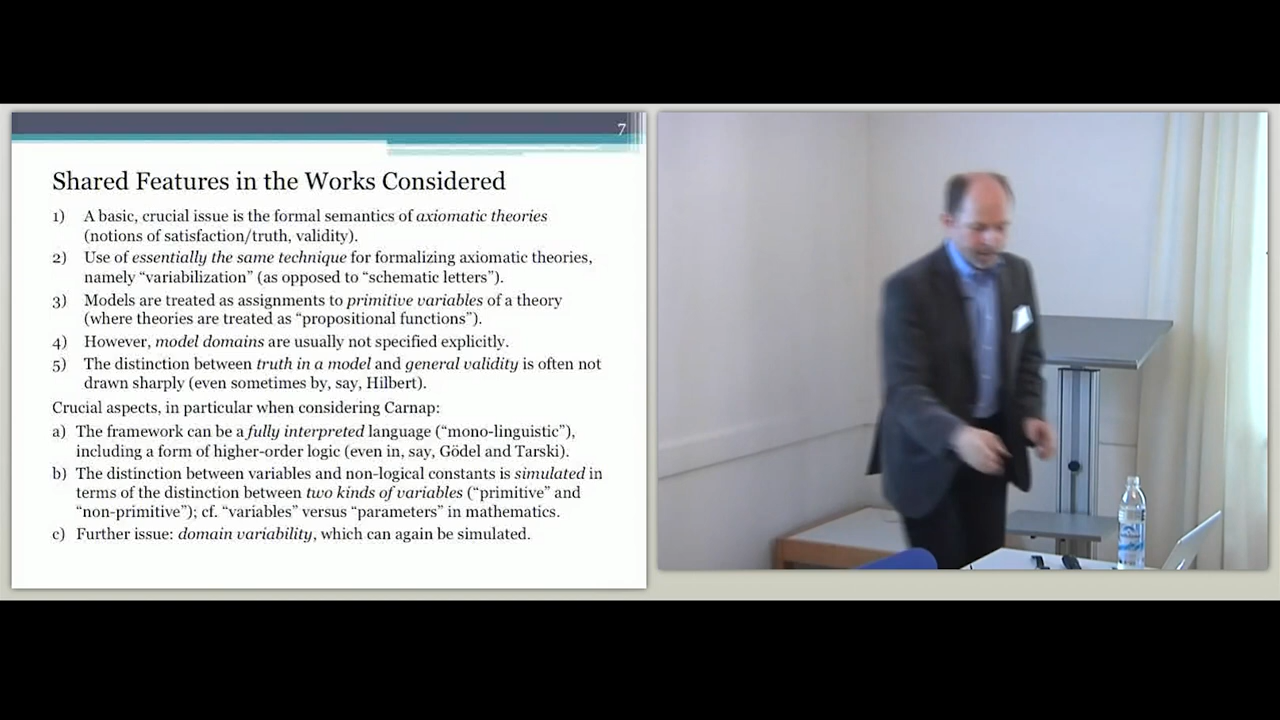 7
Shared Features in the Works Considered
1) A basic, crucial issue is the formal semantics of axiomatic theories
(notions of satisfaction/truth, validity).
2) Use of essentially the same technique for formalizing axiomatic theories,
namely “variabilization” (as opposed to “schematic letters”).
3) Models are treated as assignments to primitive variables of a theory
(where theories are treated as “propositional functions”).
4) However, model domains are usually not specified explicitly.
5) The distinction between truth in a model and general validity is often not
drawn sharply (even sometimes by, say, Hilbert).
Crucial aspects, in particular when considering Carnap:
a) The framework can be a fully interpreted language (“mono-linguistic”),
including a form of higher-order logic (even in, say, Gödel and Tarski).
b) The distinction between variables and non-logical constants is simulated in
terms of the distinction between two kinds of variables (“primitive” and
“non-primitive”); cf. “variables” versus “parameters” in mathematics.
c) Further issue: domain variability, which can again be simulated.